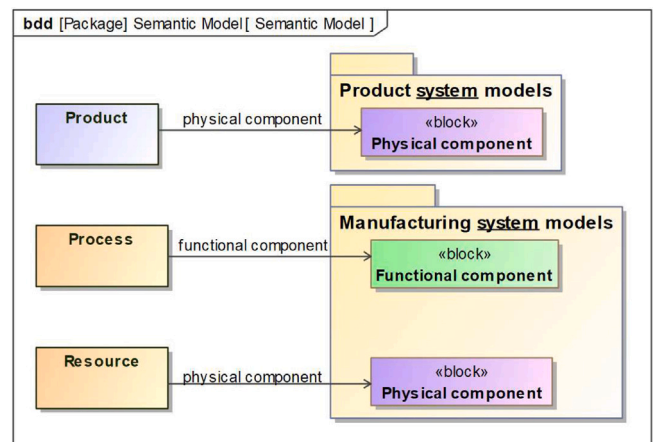 bdd [Package] Semantic Model[ Semantic Model ]
Product system models
Product
physical component
«block»
Physical component
Manufacturing system models
Process
functional component
«block»
Functional component
Resource
physical component
«block»
Physical component